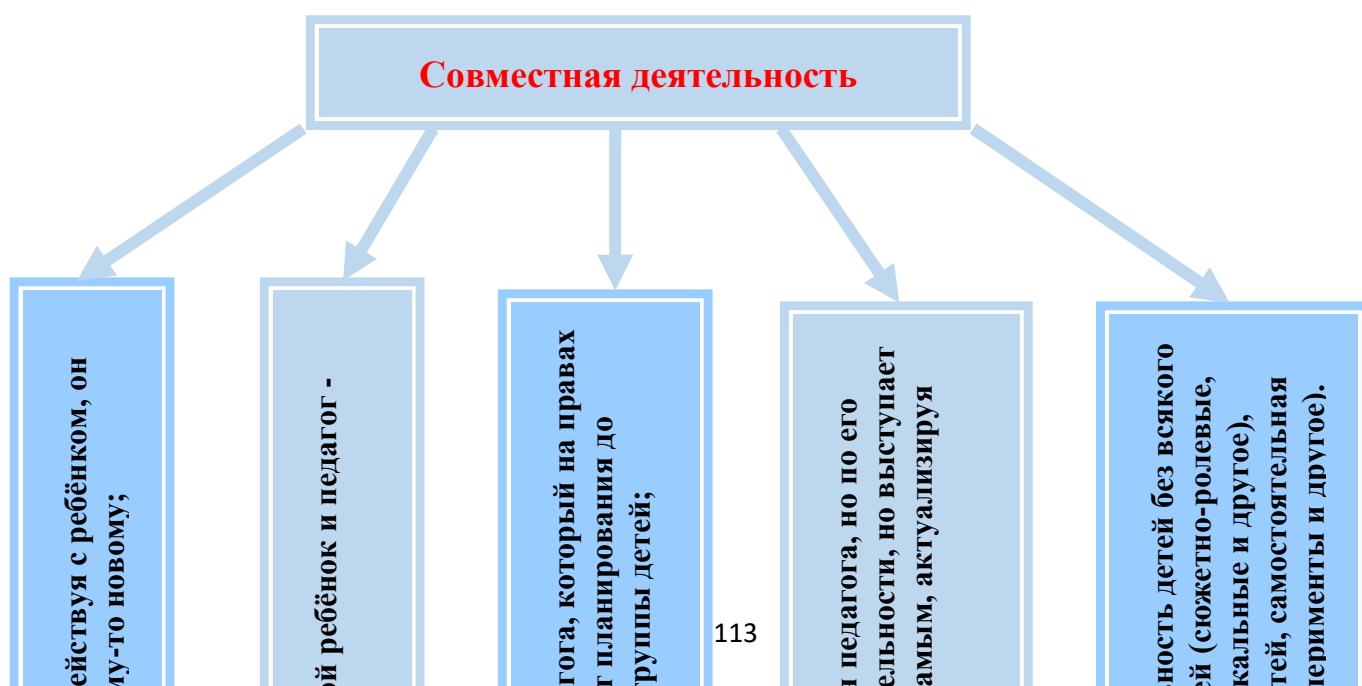 Совместная деятельность
ействуя с ребёнком, он
му-то новому;
ой ребёнок и педагог -
гога, который на правах
т планирования до
группы детей;
н педагога, но по его
ельности, но выступает
амым, актуализируя
ность детей без всякого
ей (сюжетно-ролевые,
кальные и другое),
тей, самостоятельная
перименты и другое).
113